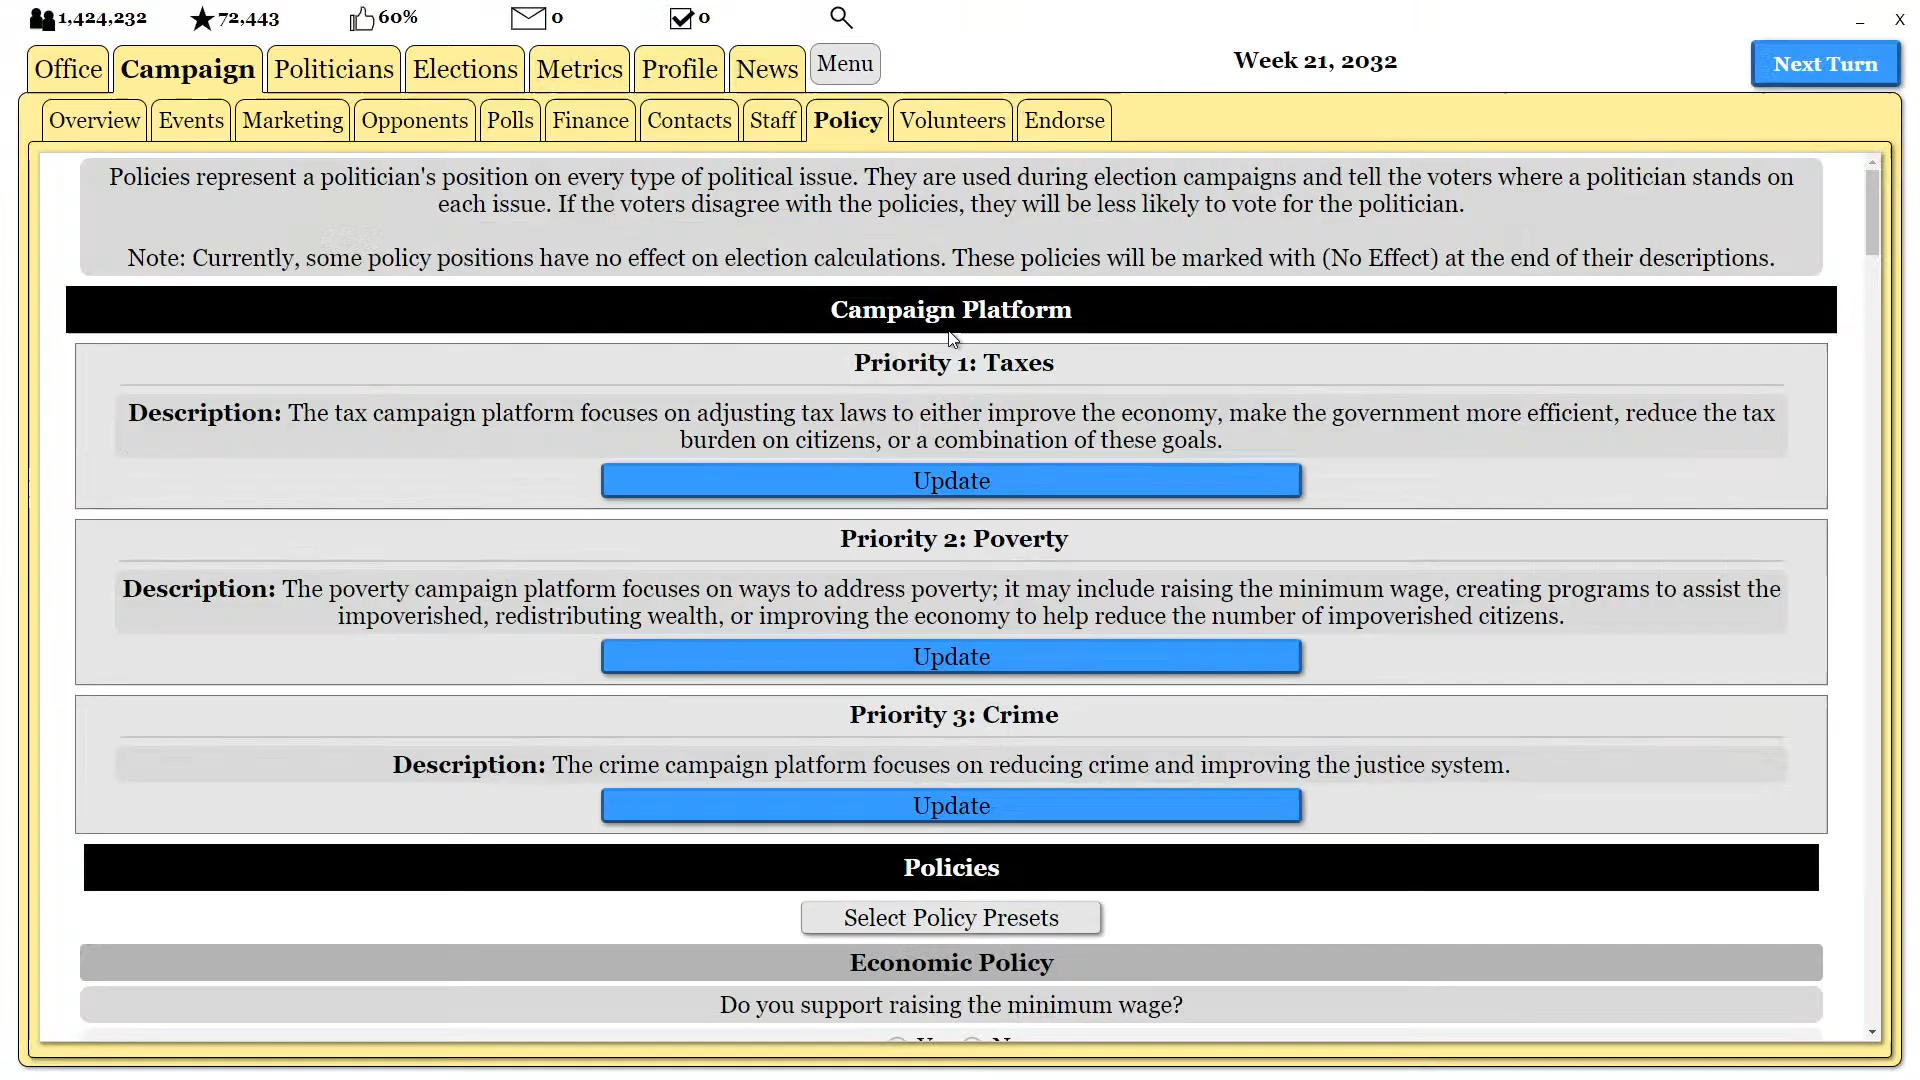 1,424,232 72,443 60% 0 0
_ X
Office Campaign Politicians Elections Metrics Profile News Menu Week 21, 2032 Next Turn
Overview Events Marketing Opponents Polls Finance Contacts Staff Policy Volunteers Endorse
Policies represent a politician's position on every type of political issue. They are used during election campaigns and tell the voters where a politician stands on
each issue. If the voters disagree with the policies, they will be less likely to vote for the politician.
Note: Currently, some policy positions have no effect on election calculations. These policies will be marked with (No Effect) at the end of their descriptions.
Campaign Platform
Priority 1: Taxes
Description: The tax campaign platform focuses on adjusting tax laws to either improve the economy, make the government more efficient, reduce the tax
burden on citizens, or a combination of these goals.
Update
Priority 2: Poverty
Description: The poverty campaign platform focuses on ways to address poverty; it may include raising the minimum wage, creating programs to assist the
impoverished, redistributing wealth, or improving the economy to help reduce the number of impoverished citizens.
Update
Priority 3: Crime
Description: The crime campaign platform focuses on reducing crime and improving the justice system.
Update
Policies
Select Policy Presets
Economic Policy
Do you support raising the minimum wage?